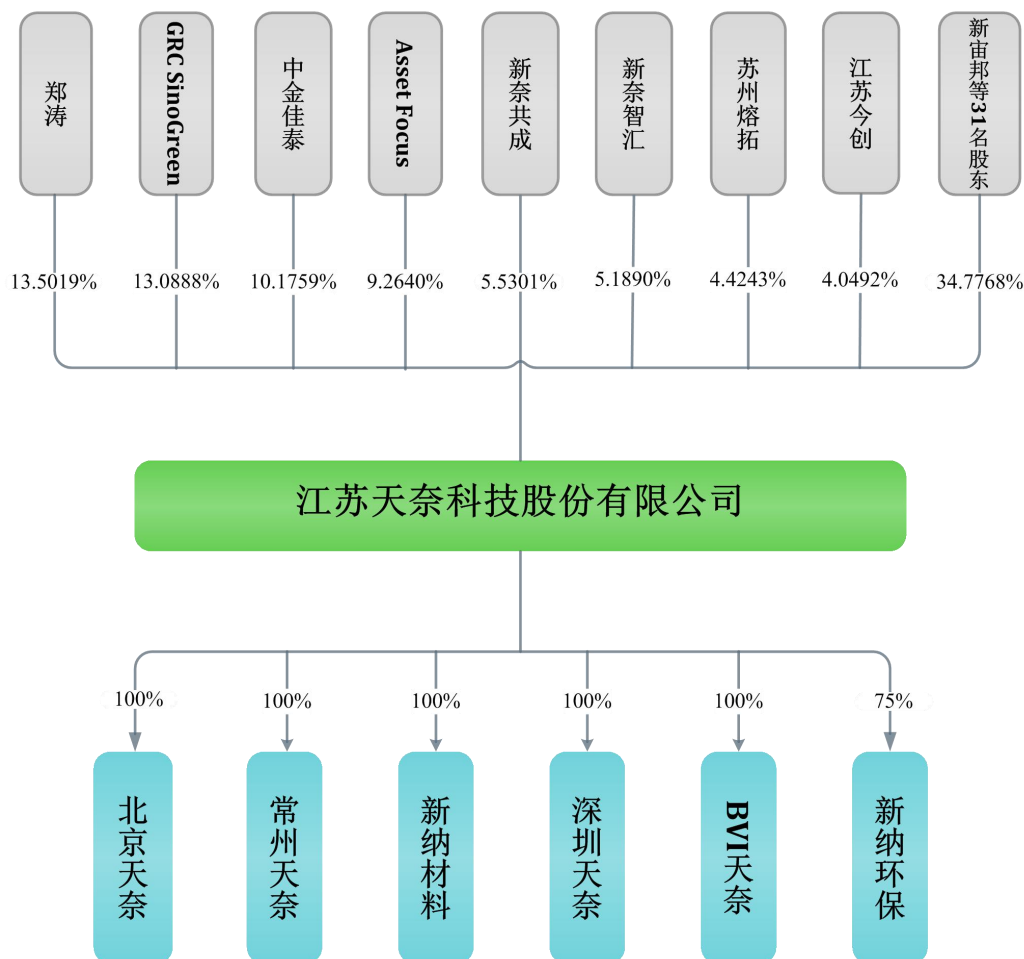 郑涛
GRC SinoGreen
中金佳泰
Asset Focus
新奈共成
新奈智汇
苏州熔拓
江苏今创
新宙邦等31名股东
13.5019%
13.0888%
10.1759%
9.2640%
5.5301%
5.1890%
4.4243%
4.0492%
34.7768%
江苏天奈科技股份有限公司
100%
100%
100%
100%
100%
75%
北京天奈
常州天奈
新纳材料
深圳天奈
BVI天奈
新纳环保